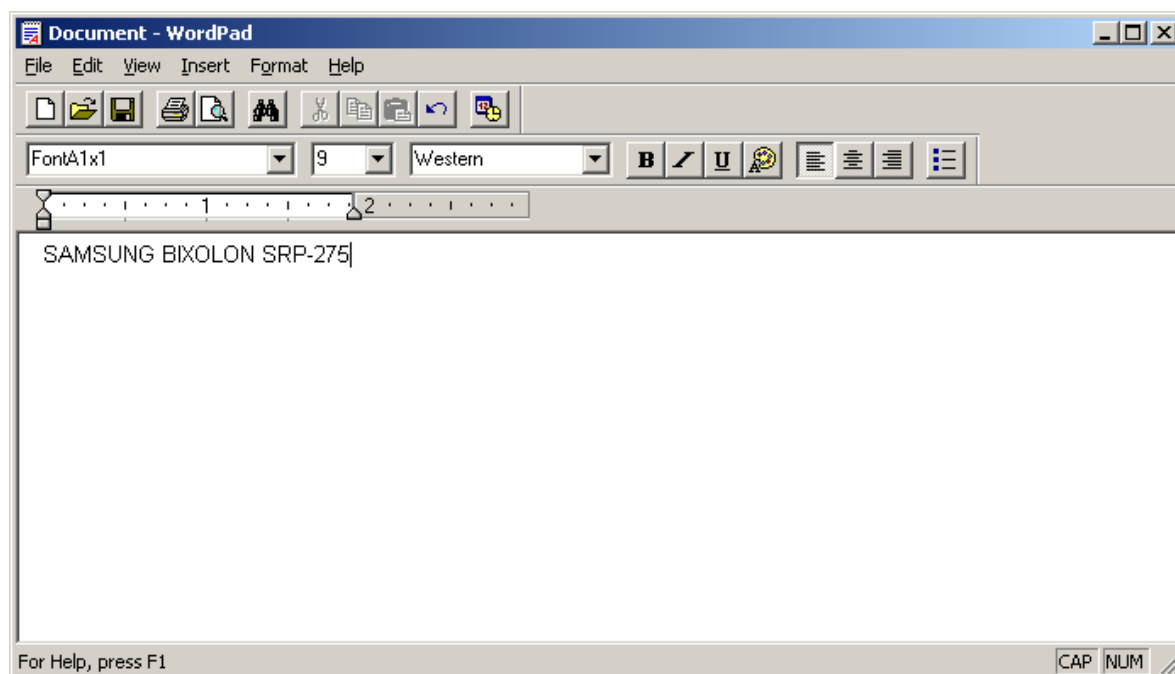 Document - WordPad
File Edit View Insert Format Help
FontA1x1 9 Western B I U
1 2
SAMSUNG BIXOLON SRP-275
For Help, press F1 CAP NUM